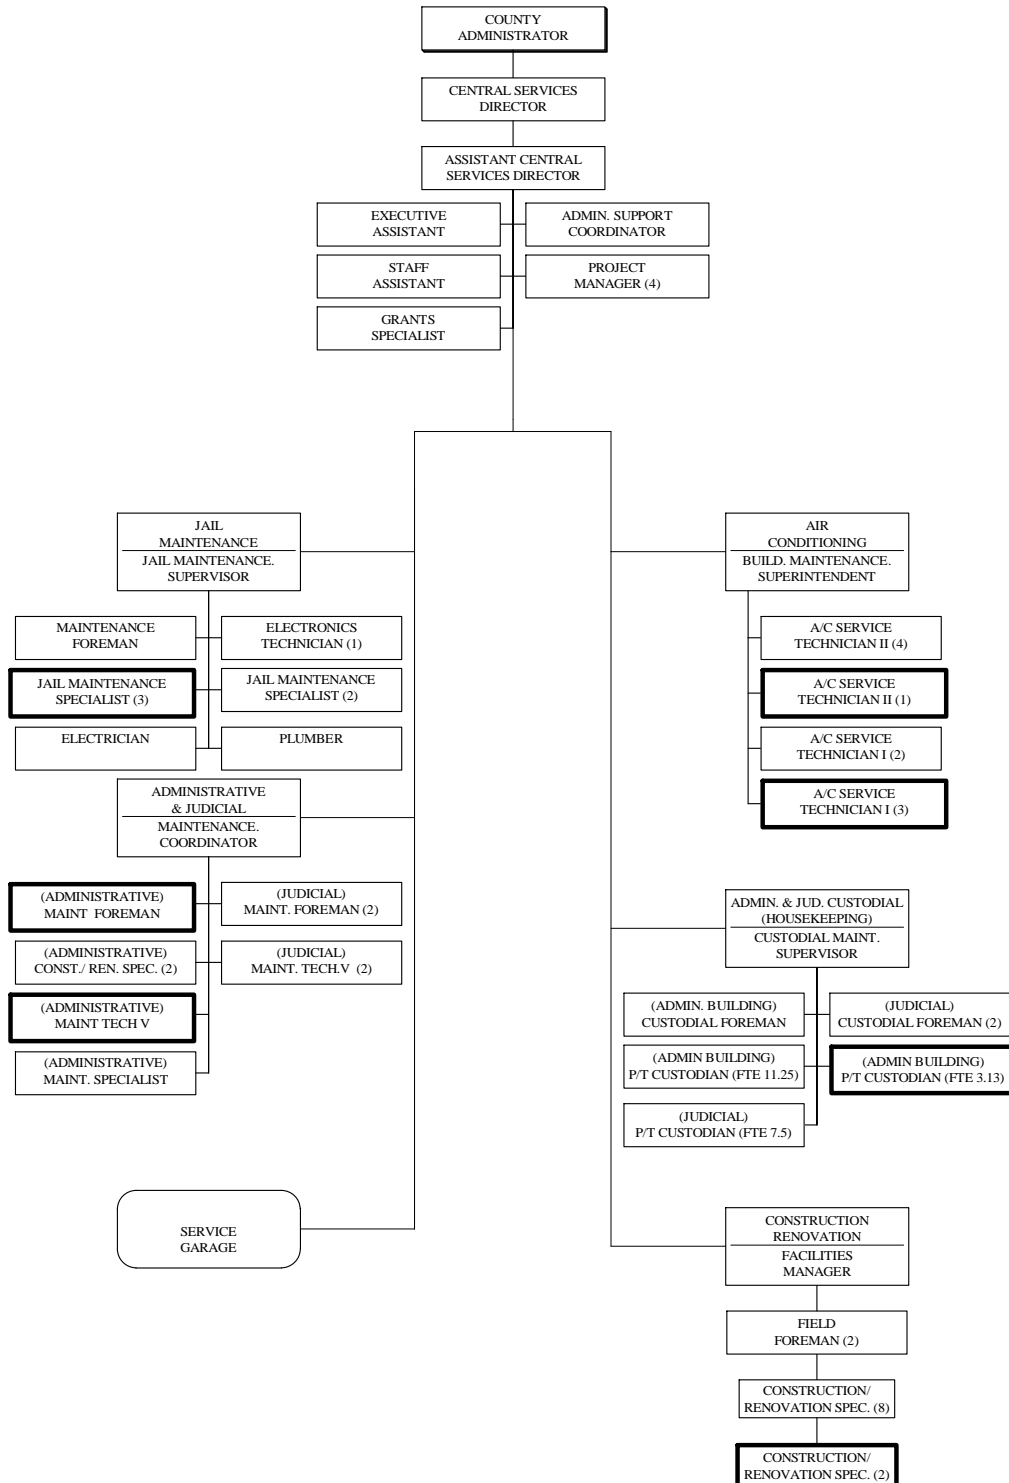 COUNTY
ADMINISTRATOR
CENTRAL SERVICES
DIRECTOR
ASSISTANT CENTRAL
SERVICES DIRECTOR
EXECUTIVE
ASSISTANT
ADMIN. SUPPORT
COORDINATOR
STAFF
ASSISTANT
PROJECT
MANAGER (4)
GRANTS
SPECIALIST
JAIL
MAINTENANCE
JAIL MAINTENANCE.
SUPERVISOR
MAINTENANCE
FOREMAN
ELECTRONICS
TECHNICIAN (1)
JAIL MAINTENANCE
SPECIALIST (3)
JAIL MAINTENANCE
SPECIALIST (2)
ELECTRICIAN
PLUMBER
ADMINISTRATIVE
& JUDICIAL
MAINTENANCE.
COORDINATOR
(ADMINISTRATIVE)
MAINT FOREMAN
(JUDICIAL)
MAINT. FOREMAN (2)
(ADMINISTRATIVE)
CONST./ REN. SPEC. (2)
(JUDICIAL)
MAINT. TECH.V (2)
(ADMINISTRATIVE)
MAINT TECH V
(ADMINISTRATIVE)
MAINT. SPECIALIST
SERVICE
GARAGE
AIR
CONDITIONING
BUILD. MAINTENANCE.
SUPERINTENDENT
A/C SERVICE
TECHNICIAN II (4)
A/C SERVICE
TECHNICIAN II (1)
A/C SERVICE
TECHNICIAN I (2)
A/C SERVICE
TECHNICIAN I (3)
ADMIN. & JUD. CUSTODIAL
(HOUSEKEEPING)
CUSTODIAL MAINT.
SUPERVISOR
(ADMIN. BUILDING)
CUSTODIAL FOREMAN
(JUDICIAL)
CUSTODIAL FOREMAN (2)
(ADMIN BUILDING)
P/T CUSTODIAN (FTE 11.25)
(ADMIN BUILDING)
P/T CUSTODIAN (FTE 3.13)
(JUDICIAL)
P/T CUSTODIAN (FTE 7.5)
CONSTRUCTION
RENOVATION
FACILITIES
MANAGER
FIELD
FOREMAN (2)
CONSTRUCTION/
RENOVATION SPEC. (8)
CONSTRUCTION/
RENOVATION SPEC. (2)